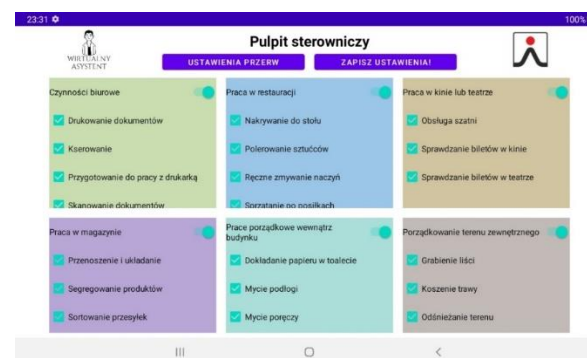 23:31
100%
WIRTUALNY
ASYSTENT
Pulpit sterowniczy
USTAWIENIA PRZERW
ZAPISZ USTAWIENIA!
Czynności biurowe
Drukowanie dokumentów
Kserowanie
Przygotowanie do pracy z drukarką
Skanowanie dokumentów
Praca w restauracji
Nakrywanie do stołu
Polerowanie sztućców
Ręczne zmywanie naczyń
Sprzątanie po posiłkach
Praca w kinie lub teatrze
Obsługa szatni
Sprawdzanie biletów w kinie
Sprawdzanie biletów w teatrze
Praca w magazynie
Przenoszenie i układanie
Segregowanie produktów
Sortowanie przesyłek
Prace porządkowe wewnątrz
budynku
Dokładanie papieru w toalecie
Mycie podłogi
Mycie poręczy
Porządkowanie terenu zewnętrznego
Grabienie liści
Koszenie trawy
Odśnieżanie terenu